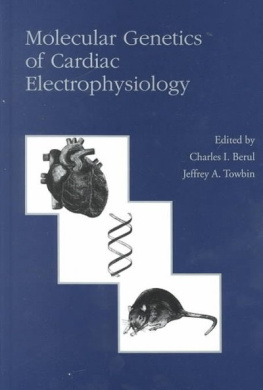 Molecular Genetics
of Cardiac
Electrophysiology
Edited by
Charles I. Berul
Jeffrey A. Towbin